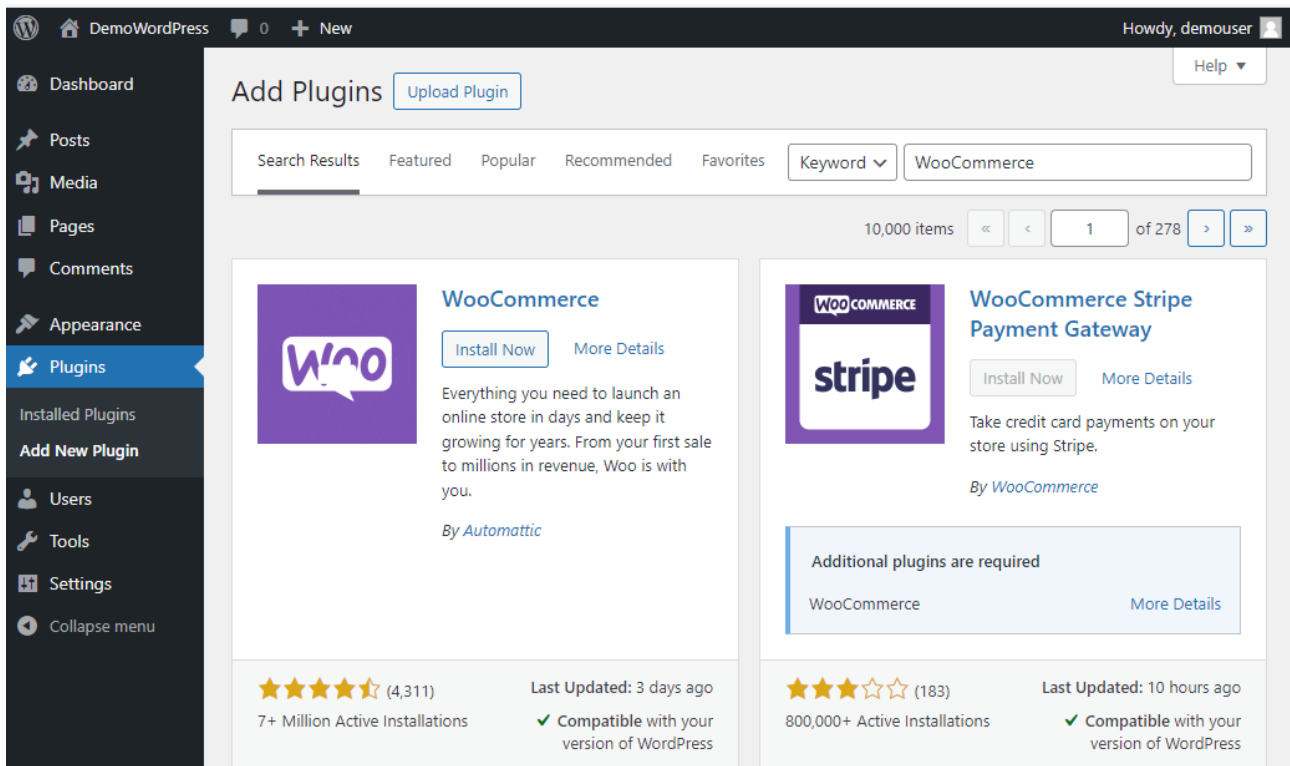 DemoWordPress 0 New Howdy, demouser
Help
Dashboard
Posts
Media
Pages
Comments
Appearance
Plugins
Installed Plugins
Add New Plugin
Users
Tools
Settings
Collapse menu
Add Plugins Upload Plugin
Search Results Featured Popular Recommended Favorites Keyword WooCommerce
10,000 items « ‹ 1 of 278 › »
WOO
WooCommerce
Install Now More Details
Everything you need to launch an
online store in days and keep it
growing for years. From your first sale
to millions in revenue, Woo is with
you.
By Automattic
(4,311)
7+ Million Active Installations
Last Updated: 3 days ago
Compatible with your
version of WordPress
WOO COMMERCE
stripe
WooCommerce Stripe
Payment Gateway
Install Now More Details
Take credit card payments on your
store using Stripe.
By WooCommerce
Additional plugins are required
WooCommerce More Details
(183)
800,000+ Active Installations
Last Updated: 10 hours ago
Compatible with your
version of WordPress